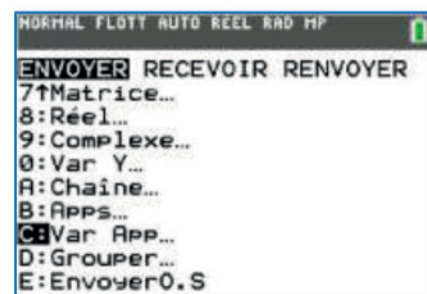 NORMAL FLOTT AUTO RÉEL RAD MP
ENVOYER RECEVOIR RENVOYER
7↑Matrice…
8:Réel…
9:Complexe…
0:Var Y…
A:Chaîne…
B:Apps…
C:Var App…
D:Grouper…
E:EnvoyerO.S